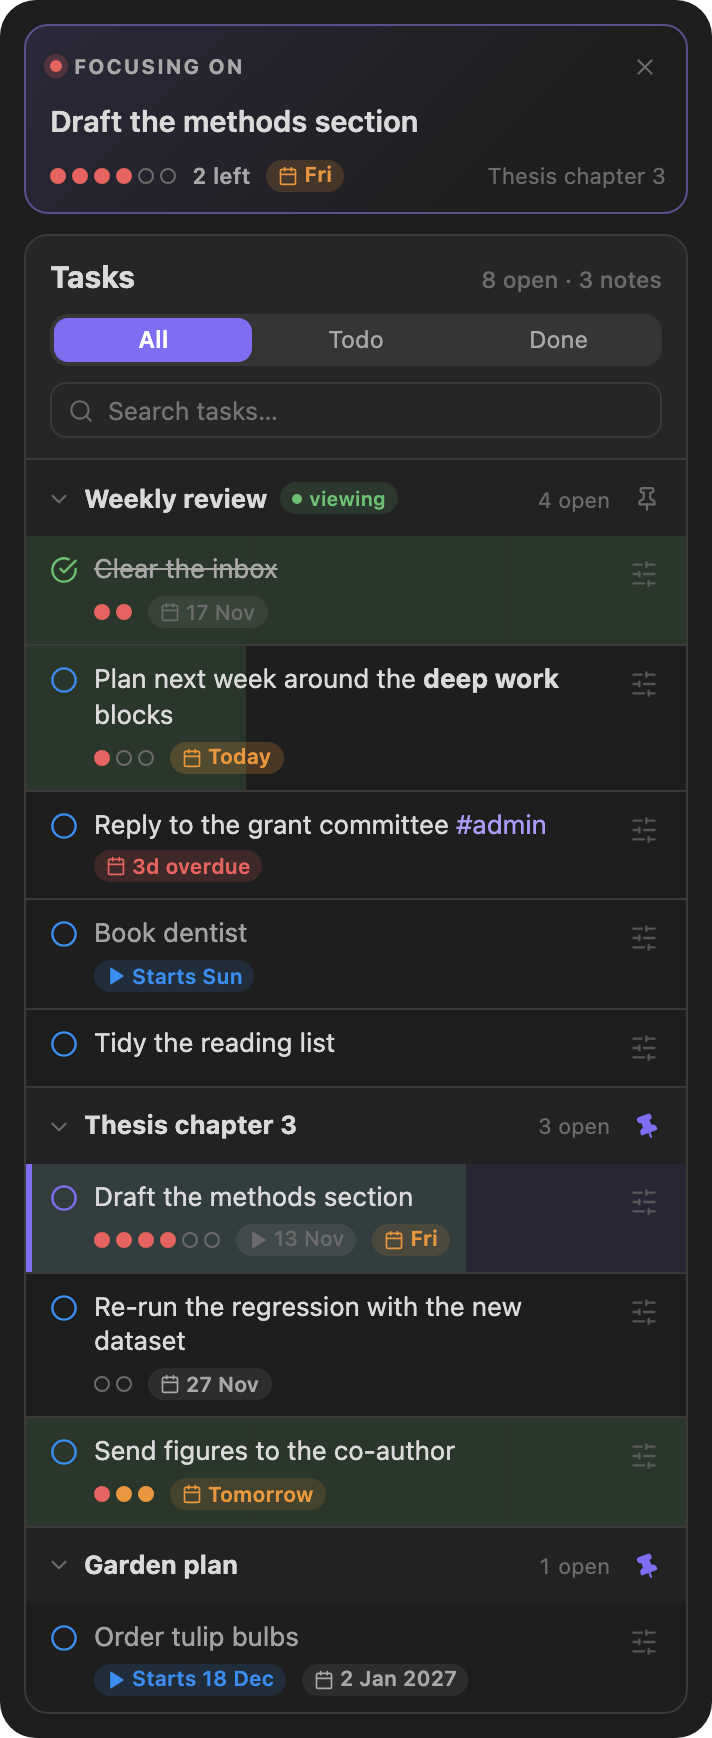 FOCUSING ON
Draft the methods section
2 left
Fri
Thesis chapter 3
Tasks
8 open · 3 notes
All
Todo
Done
Search tasks...
Weekly review
viewing
4 open
Clear the inbox
17 Nov
Plan next week around the deep work
blocks
Today
Reply to the grant committee #admin
3d overdue
Book dentist
Starts Sun
Tidy the reading list
Thesis chapter 3
3 open
Draft the methods section
13 Nov
Fri
Re-run the regression with the new
dataset
27 Nov
Send figures to the co-author
Tomorrow
Garden plan
1 open
Order tulip bulbs
Starts 18 Dec
2 Jan 2027